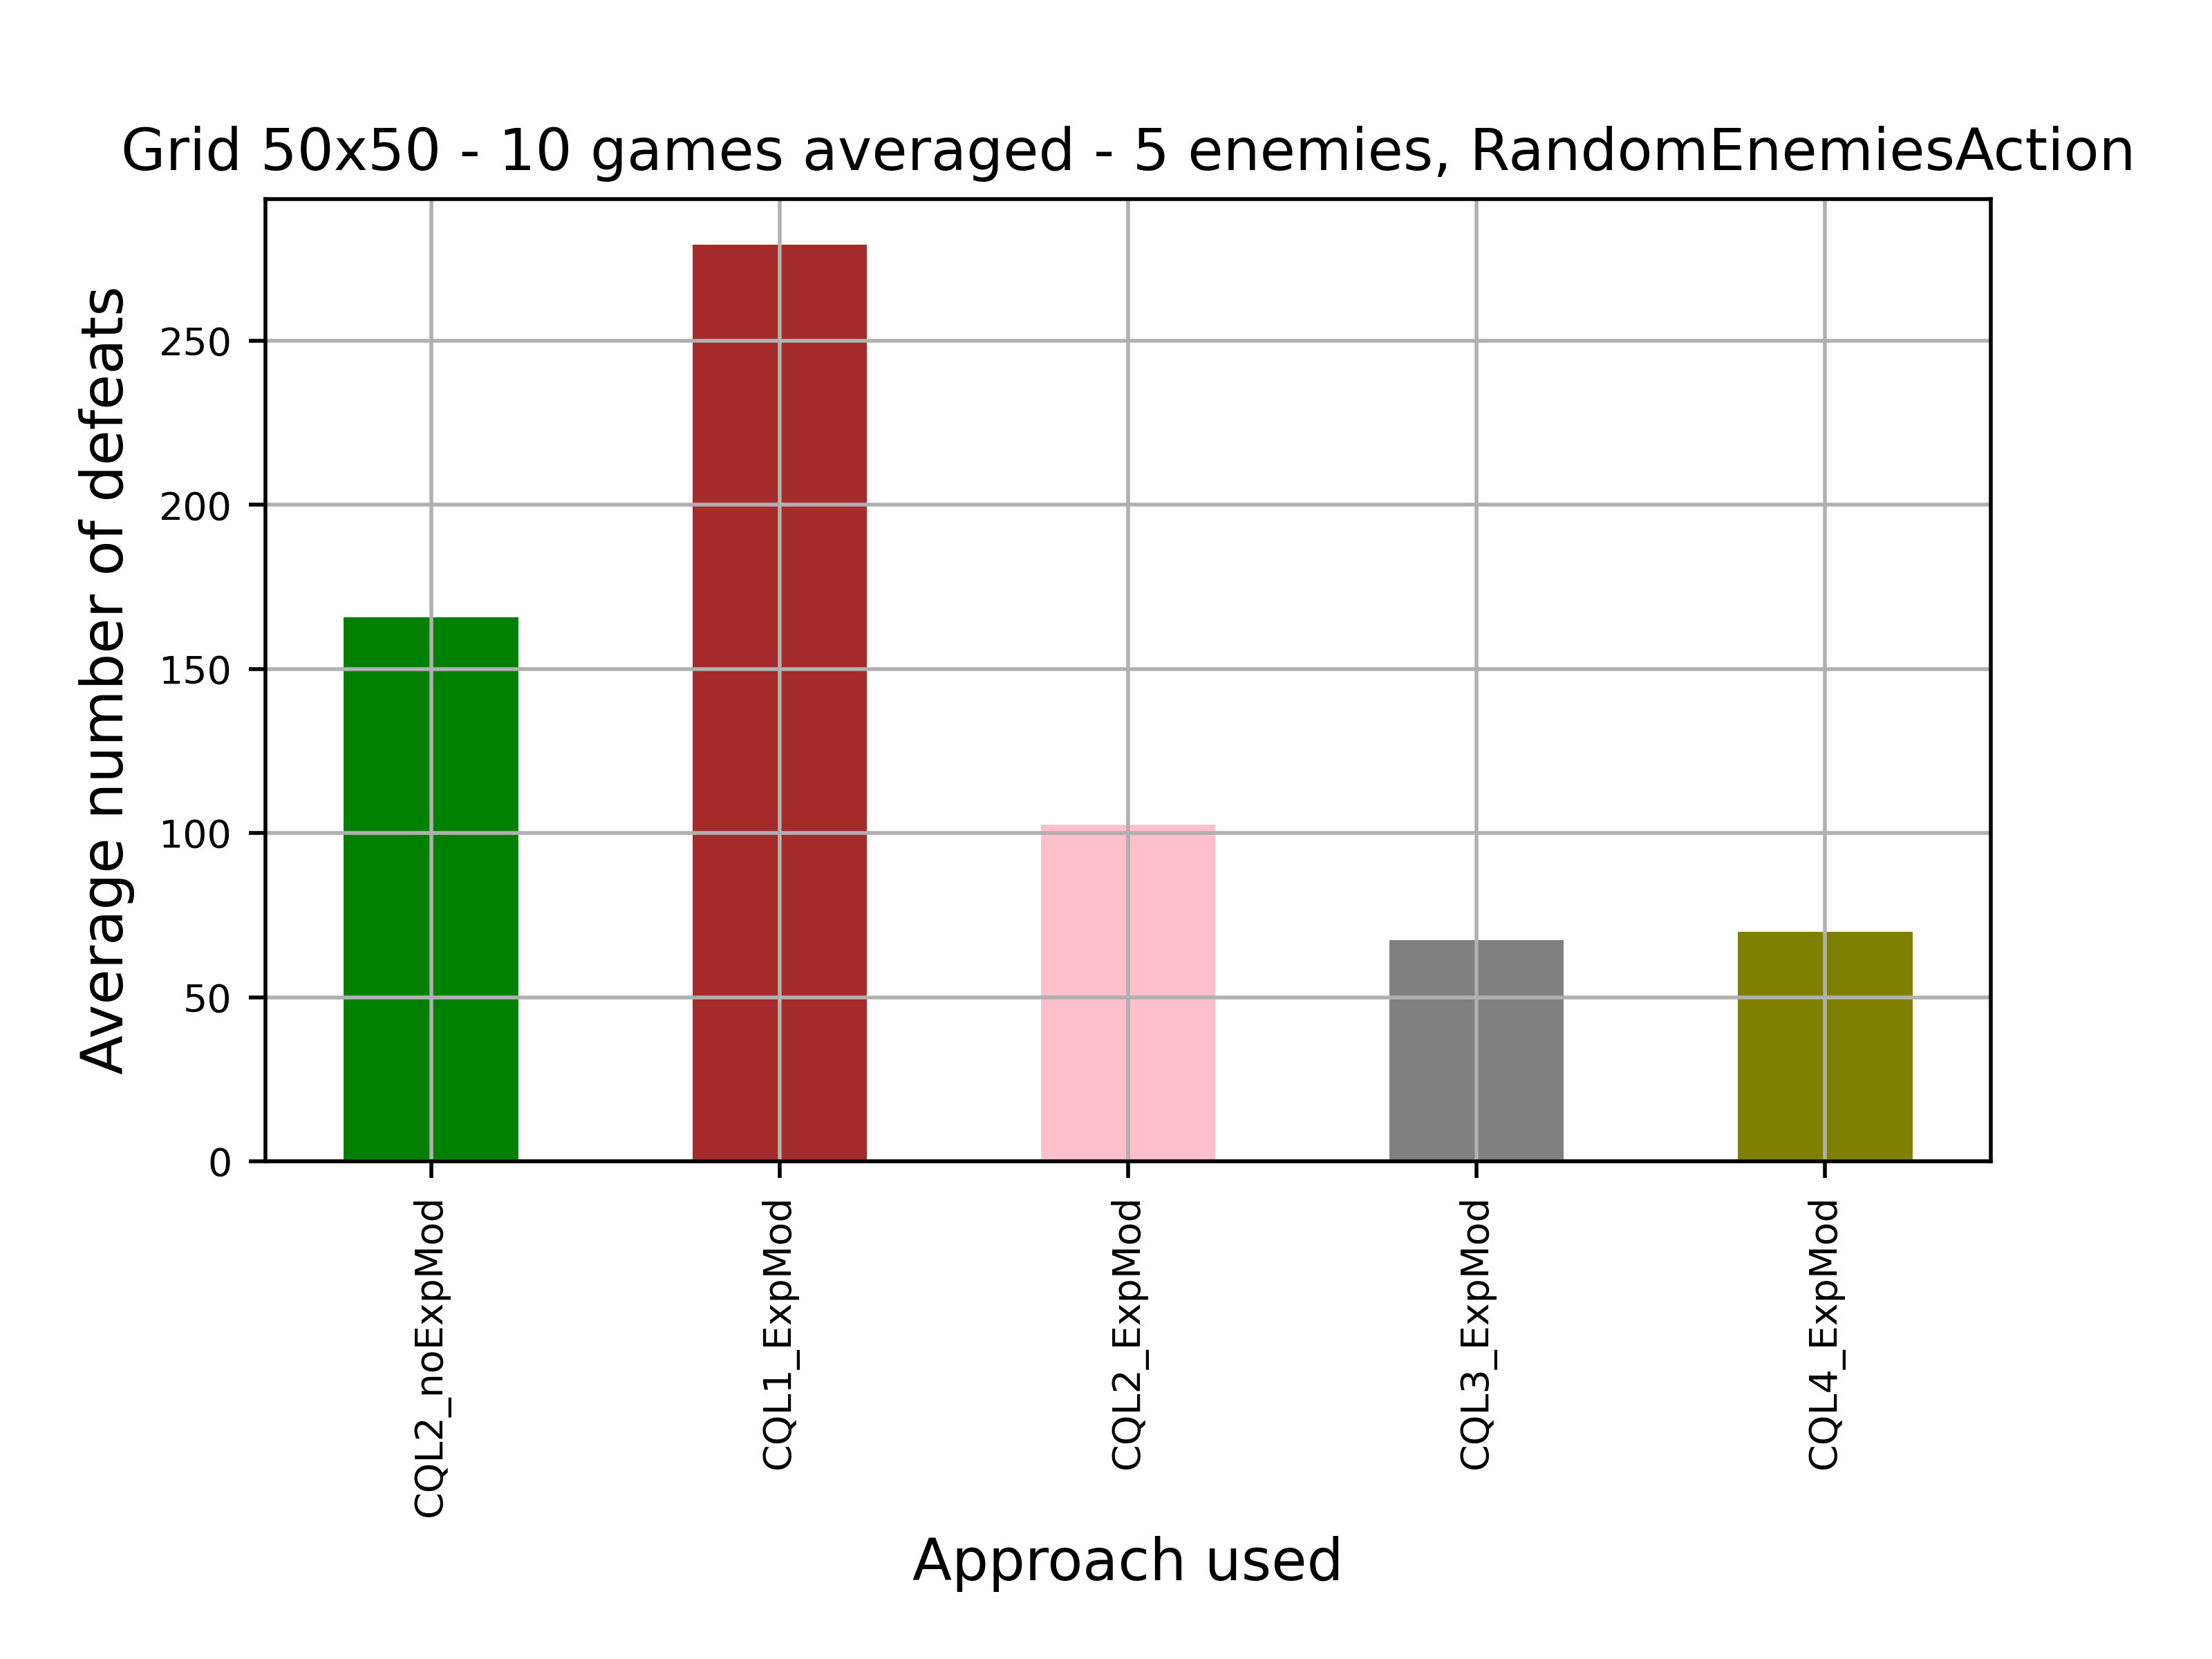 Grid 50x50 - 10 games averaged - 5 enemies, RandomEnemiesAction
Average number of defeats
250
200
150
100
50
0
CQL2_noExpMod
CQL1_ExpMod
CQL2_ExpMod
CQL3_ExpMod
CQL4_ExpMod
Approach used